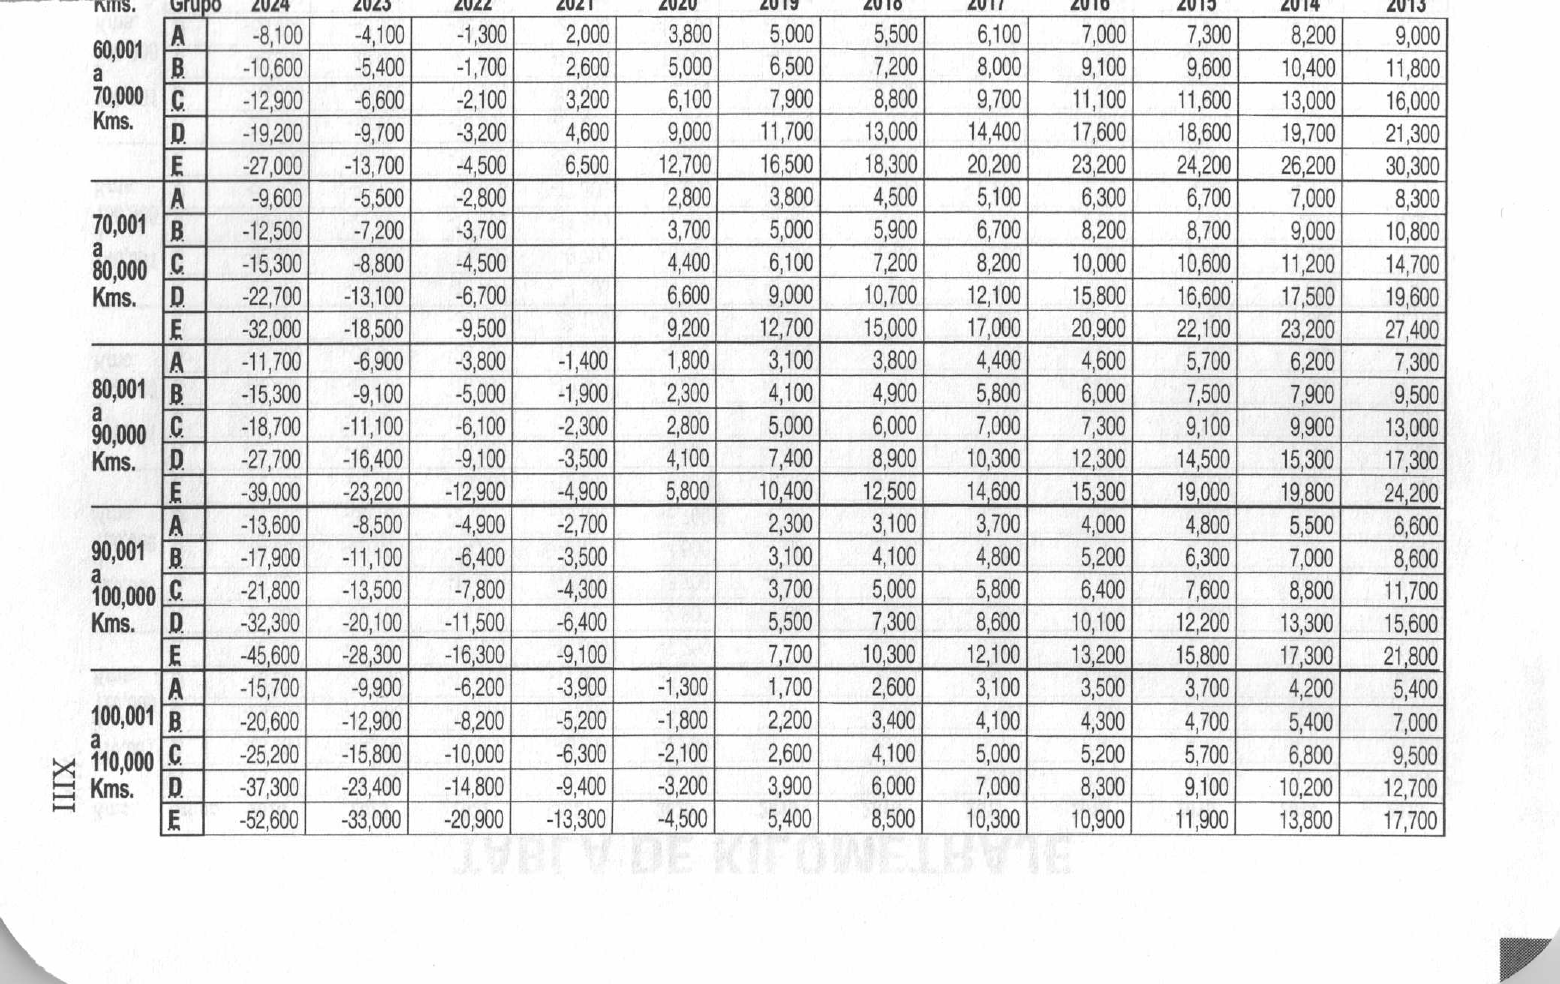 Kms. Grupo 2024 2023 2022 2021 2020 2019 2018 2017 2016 2015 2014 2013
60,001 a 70,000 Kms.
A -8,100 -4,100 -1,300 2,000 3,800 5,000 5,500 6,100 7,000 7,300 8,200 9,000
B -10,600 -5,400 -1,700 2,600 5,000 6,500 7,200 8,000 9,100 9,600 10,400 11,800
C -12,900 -6,600 -2,100 3,200 6,100 7,900 8,800 9,700 11,100 11,600 13,000 16,000
D -19,200 -9,700 -3,200 4,600 9,000 11,700 13,000 14,400 17,600 18,600 19,700 21,300
E -27,000 -13,700 -4,500 6,500 12,700 16,500 18,300 20,200 23,200 24,200 26,200 30,300
70,001 a 80,000 Kms.
A -9,600 -5,500 -2,800 2,800 3,800 4,500 5,100 6,300 6,700 7,000 8,300
B -12,500 -7,200 -3,700 3,700 5,000 5,900 6,700 8,200 8,700 9,000 10,800
C -15,300 -8,800 -4,500 4,400 6,100 7,200 8,200 10,000 10,600 11,200 14,700
D -22,700 -13,100 -6,700 6,600 9,000 10,700 12,100 15,800 16,600 17,500 19,600
E -32,000 -18,500 -9,500 9,200 12,700 15,000 17,000 20,900 22,100 23,200 27,400
80,001 a 90,000 Kms.
A -11,700 -6,900 -3,800 -1,400 1,800 3,100 3,800 4,400 4,600 5,700 6,200 7,300
B -15,300 -9,100 -5,000 -1,900 2,300 4,100 4,900 5,800 6,000 7,500 7,900 9,500
C -18,700 -11,100 -6,100 -2,300 2,800 5,000 6,000 7,000 7,300 9,100 9,900 13,000
D -27,700 -16,400 -9,100 -3,500 4,100 7,400 8,900 10,300 12,300 14,500 15,300 17,300
E -39,000 -23,200 -12,900 -4,900 5,800 10,400 12,500 14,600 15,300 19,000 19,800 24,200
90,001 a 100,000 Kms.
A -13,600 -8,500 -4,900 -2,700 2,300 3,100 3,700 4,000 4,800 5,500 6,600
B -17,900 -11,100 -6,400 -3,500 3,100 4,100 4,800 5,200 6,300 7,000 8,600
C -21,800 -13,500 -7,800 -4,300 3,700 5,000 5,800 6,400 7,600 8,800 11,700
D -32,300 -20,100 -11,500 -6,400 5,500 7,300 8,600 10,100 12,200 13,300 15,600
E -45,600 -28,300 -16,300 -9,100 7,700 10,300 12,100 13,200 15,800 17,300 21,800
100,001 a 110,000 Kms.
A -15,700 -9,900 -6,200 -3,900 -1,300 1,700 2,600 3,100 3,500 3,700 4,200 5,400
B -20,600 -12,900 -8,200 -5,200 -1,800 2,200 3,400 4,100 4,300 4,700 5,400 7,000
C -25,200 -15,800 -10,000 -6,300 -2,100 2,600 4,100 5,000 5,200 5,700 6,800 9,500
D -37,300 -23,400 -14,800 -9,400 -3,200 3,900 6,000 7,000 8,300 9,100 10,200 12,700
E -52,600 -33,000 -20,900 -13,300 -4,500 5,400 8,500 10,300 10,900 11,900 13,800 17,700
XIII
TABLA DE KILOMETRAJE